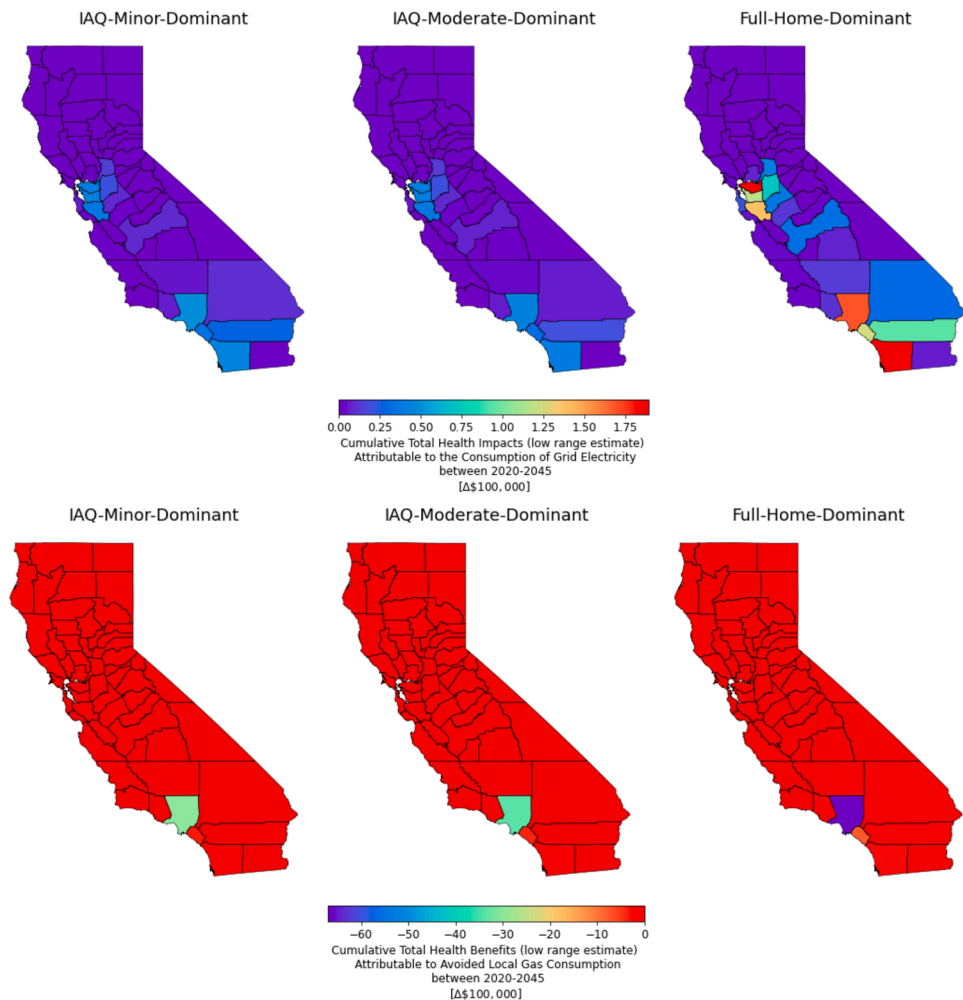 IAQ-Minor-Dominant
IAQ-Moderate-Dominant
Full-Home-Dominant
0.00 0.25 0.50 0.75 1.00 1.25 1.50 1.75
Cumulative Total Health Impacts (low range estimate)
Attributable to the Consumption of Grid Electricity
between 2020-2045
[Δ$100,000]
IAQ-Minor-Dominant
IAQ-Moderate-Dominant
Full-Home-Dominant
−60 −50 −40 −30 −20 −10 0
Cumulative Total Health Benefits (low range estimate)
Attributable to Avoided Local Gas Consumption
between 2020-2045
[Δ$100,000]